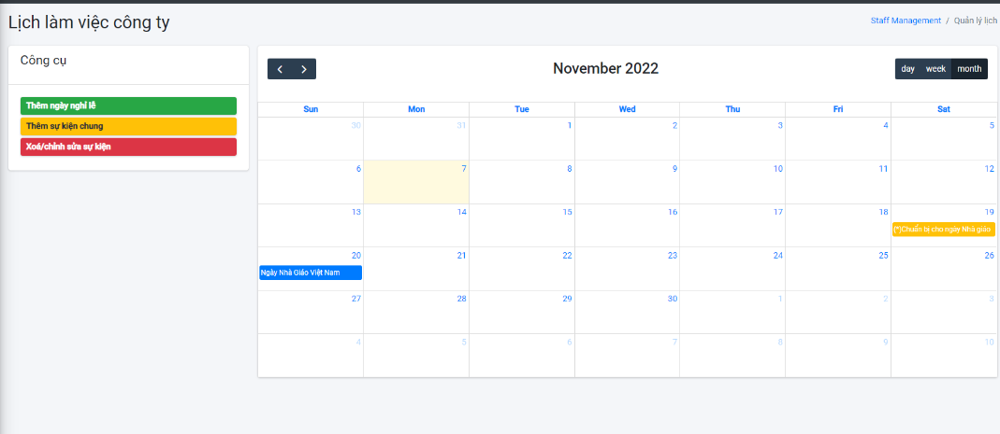 Lịch làm việc công ty
Staff Management / Quản lý lịch
Công cụ
Thêm ngày nghỉ lễ
Thêm sự kiện chung
Xoá/chỉnh sửa sự kiện
November 2022
day week month
Sun Mon Tue Wed Thu Fri Sat
30 31 1 2 3 4 5
6 7 8 9 10 11 12
13 14 15 16 17 18 19
(*)Chuẩn bị cho ngày Nhà giáo
20 21 22 23 24 25 26
Ngày Nhà Giáo Việt Nam
27 28 29 30 1 2 3
4 5 6 7 8 9 10